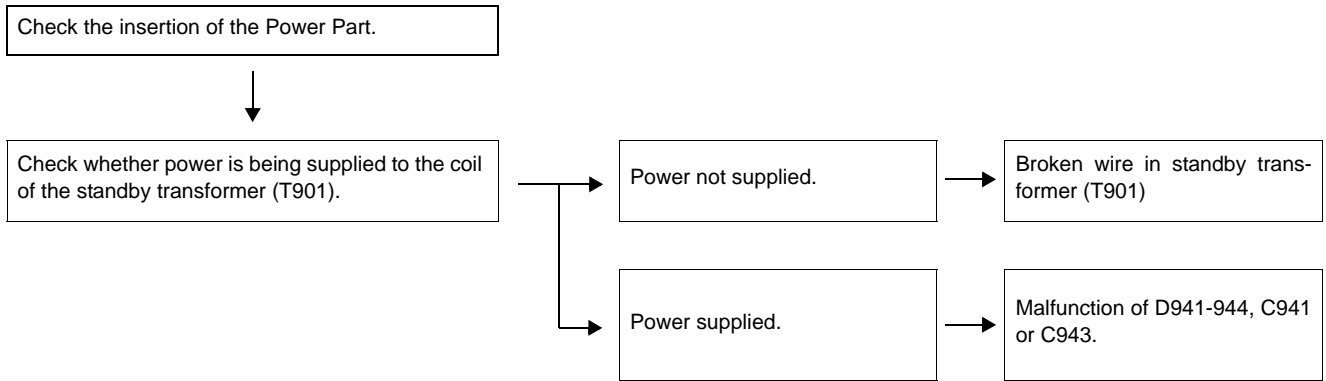 Check the insertion of the Power Part.
Check whether power is being supplied to the coil
of the standby transformer (T901).
Power not supplied.
Broken wire in standby trans-
former (T901)
Power supplied.
Malfunction of D941-944, C941
or C943.